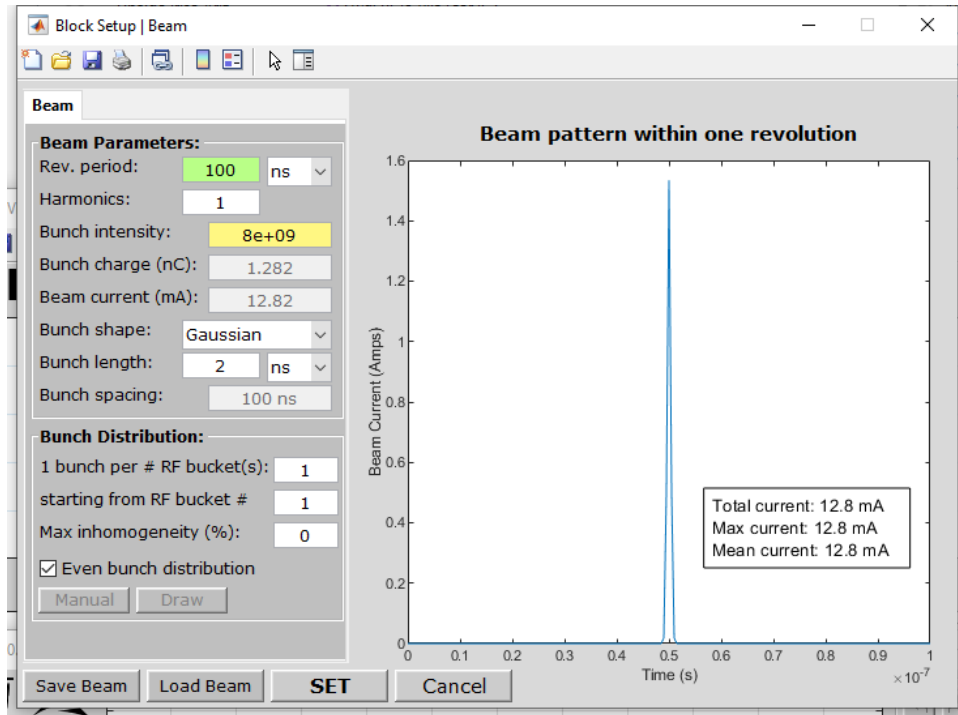 Block Setup | Beam
Beam
Beam Parameters:
Rev. period: 100 ns
Harmonics: 1
Bunch intensity: 8e+09
Bunch charge (nC): 1.282
Beam current (mA): 12.82
Bunch shape: Gaussian
Bunch length: 2 ns
Bunch spacing: 100 ns
Bunch Distribution:
1 bunch per # RF bucket(s): 1
starting from RF bucket # 1
Max inhomogeneity (%): 0
Even bunch distribution
Manual Draw
Save Beam Load Beam SET Cancel
Beam pattern within one revolution
Beam Current (Amps)
1.6
1.4
1.2
1
0.8
0.6
0.4
0.2
0
Total current: 12.8 mA
Max current: 12.8 mA
Mean current: 12.8 mA
0 0.1 0.2 0.3 0.4 0.5 0.6 0.7 0.8 0.9 1
Time (s)
×10⁻⁷